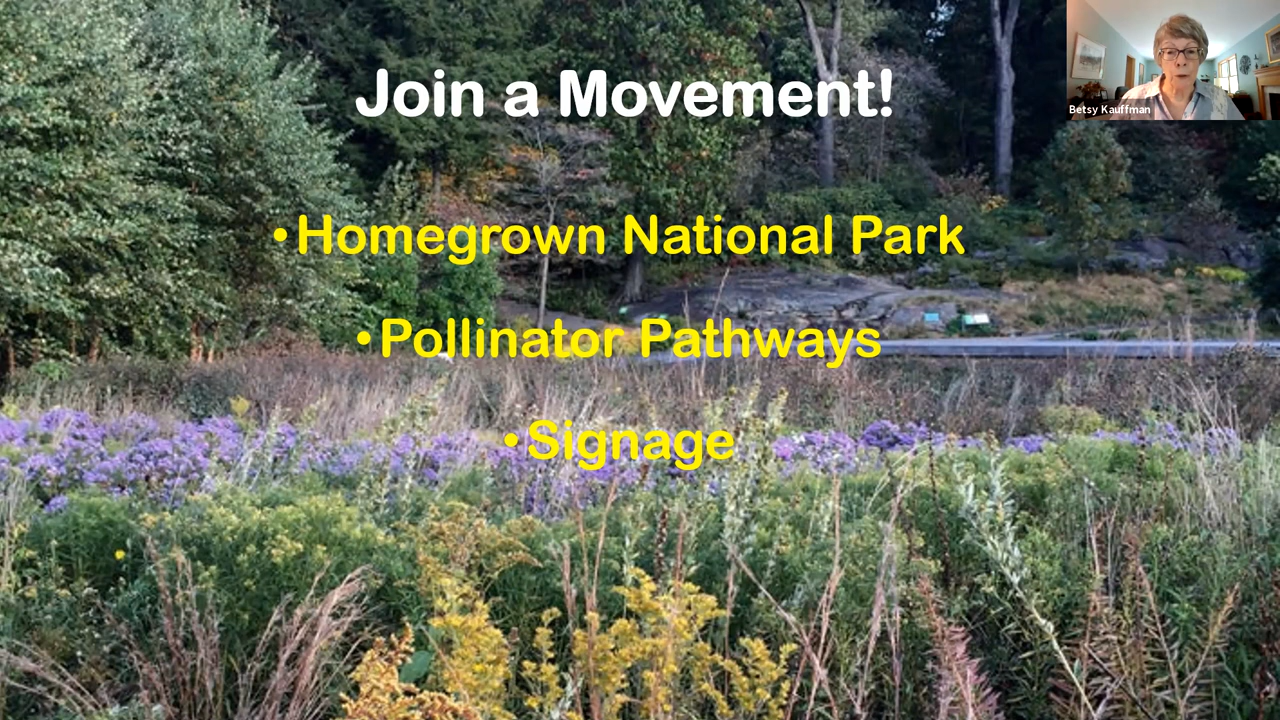 Join a Movement!
Betsy Kauffman
•Homegrown National Park
•Pollinator Pathways
•Signage